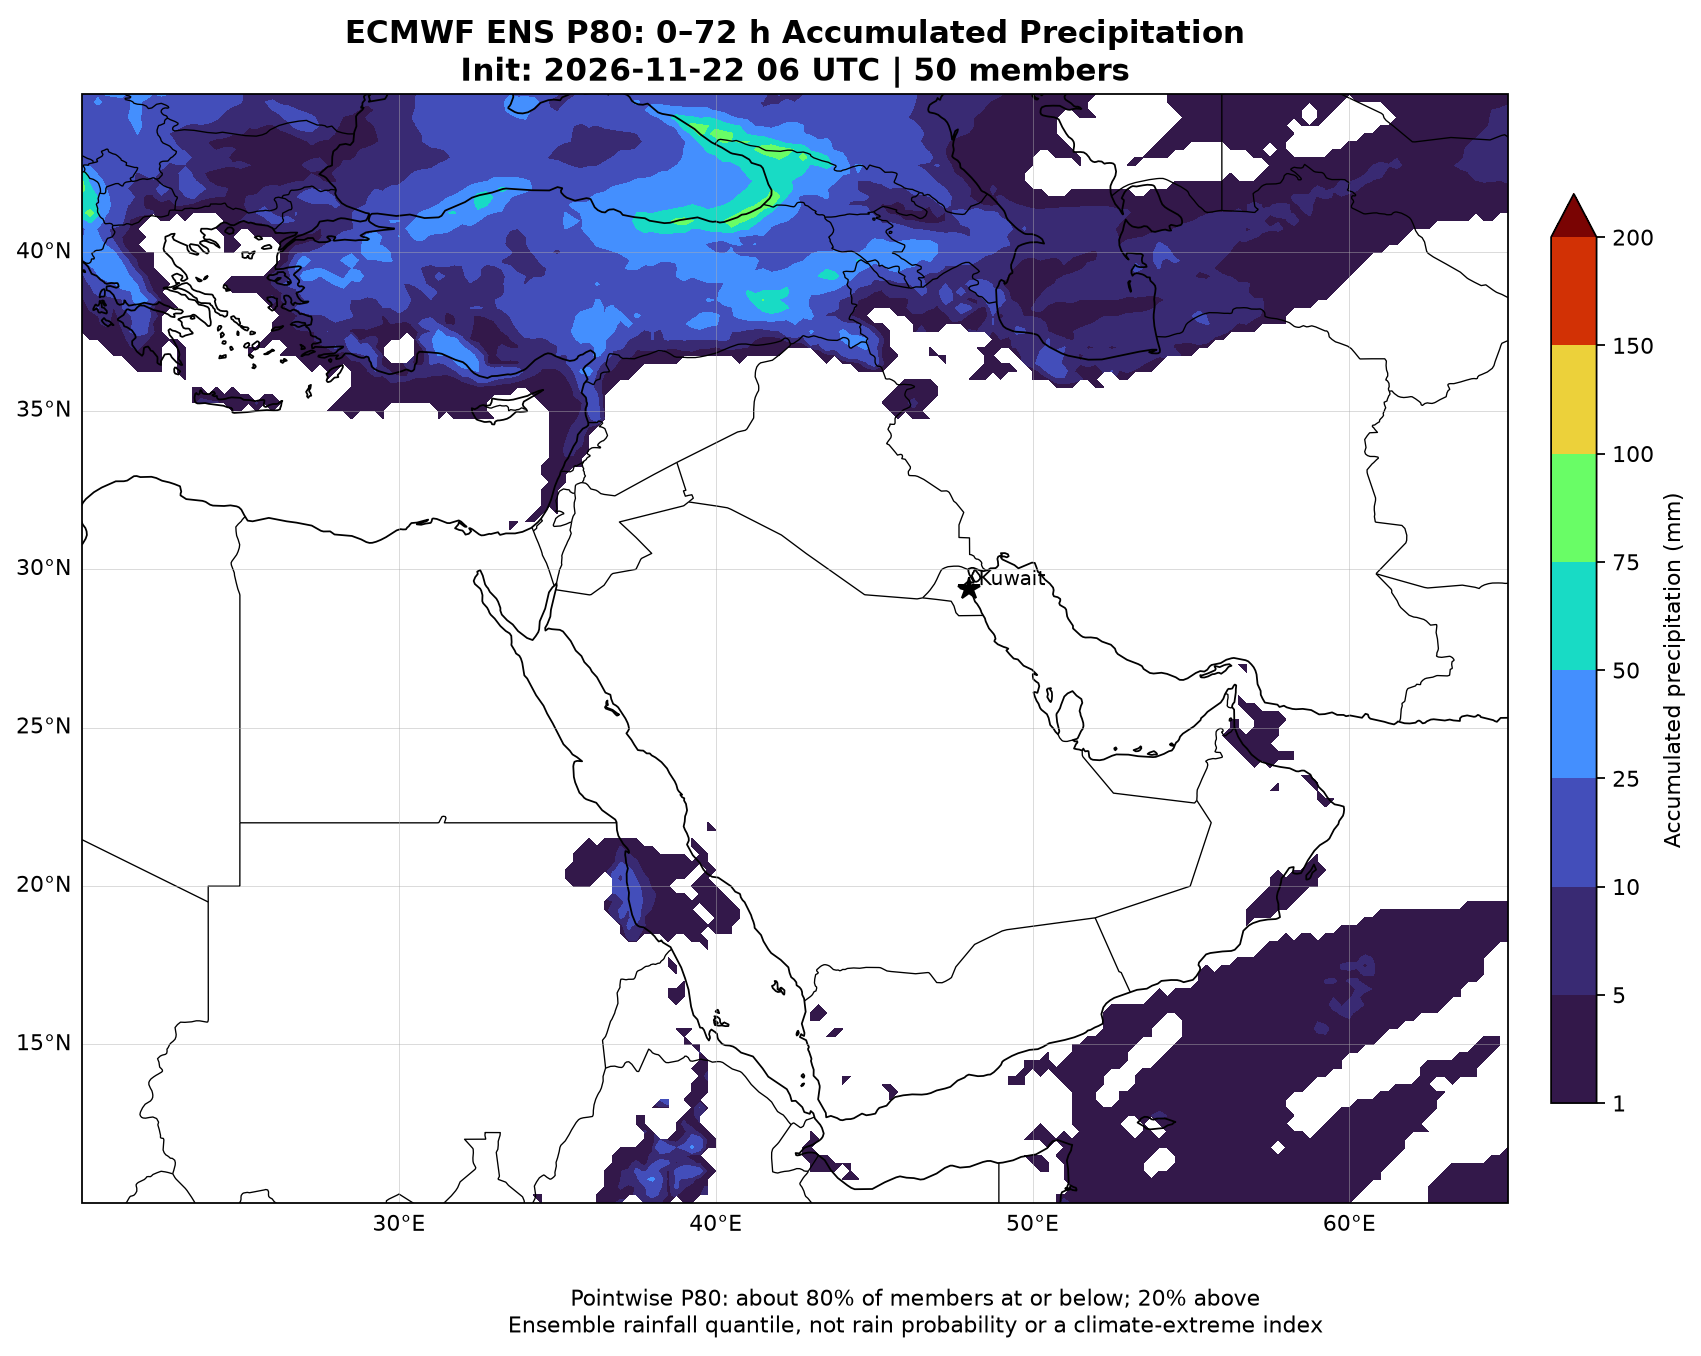 ECMWF ENS P80: 0–72 h Accumulated Precipitation
Init: 2026-11-22 06 UTC | 50 members
40°N
35°N
30°N
25°N
20°N
15°N
30°E
40°E
50°E
60°E
Kuwait
200
150
100
75
50
25
10
5
1
Accumulated precipitation (mm)
Pointwise P80: about 80% of members at or below; 20% above
Ensemble rainfall quantile, not rain probability or a climate-extreme index